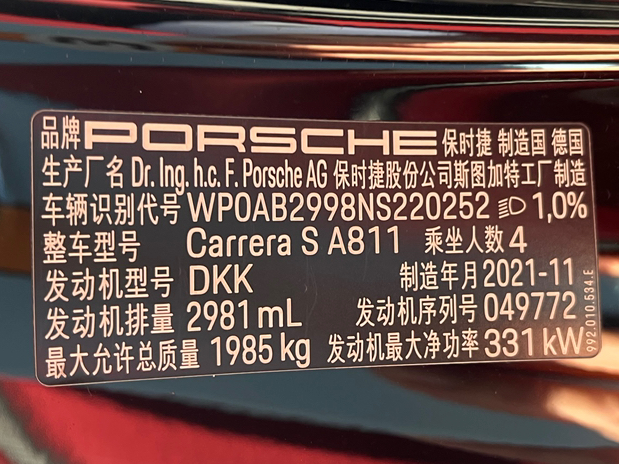 品牌 PORSCHE 保时捷 制造国 德国
生产厂名 Dr. Ing. h.c. F. Porsche AG 保时捷股份公司斯图加特工厂制造
车辆识别代号 WP0AB2998NS220252 1,0%
整车型号 Carrera S A811 乘坐人数 4
发动机型号 DKK 制造年月 2021-11
发动机排量 2981 mL 发动机序列号 049772
最大允许总质量 1985 kg 发动机最大净功率 331 kW
992.010.534.E